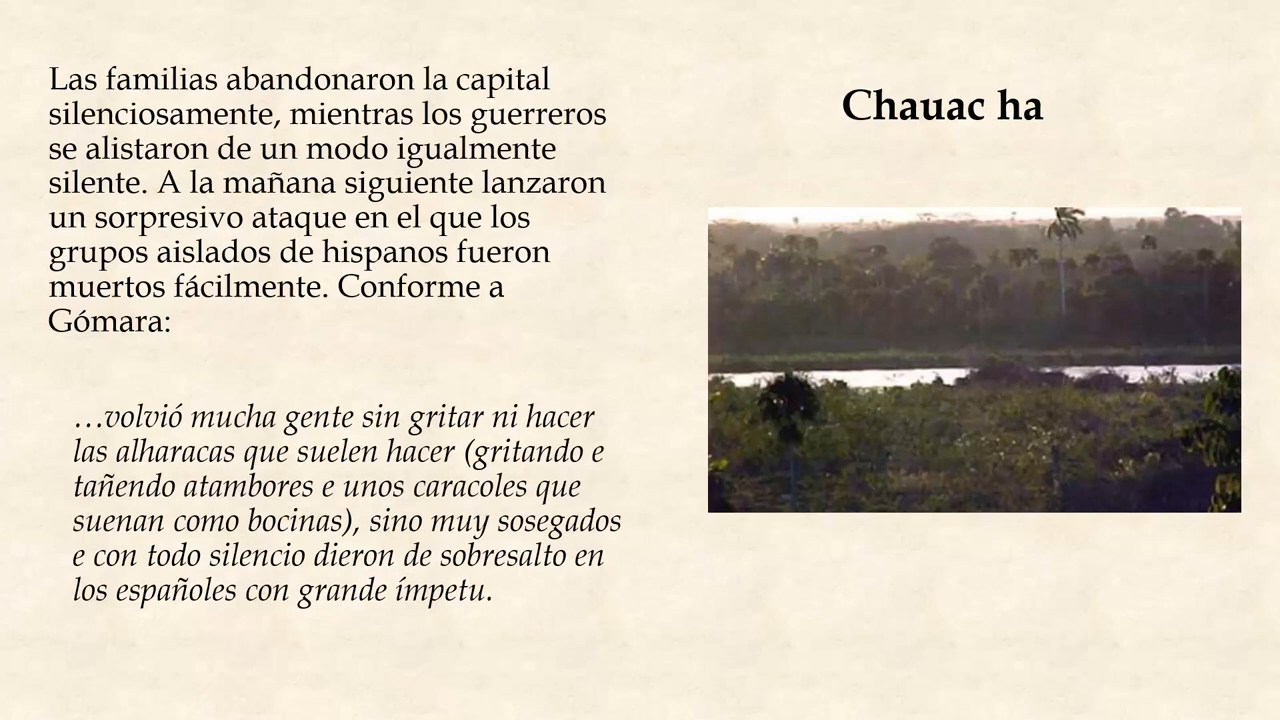 Las familias abandonaron la capital
silenciosamente, mientras los guerreros
se alistaron de un modo igualmente
silente. A la mañana siguiente lanzaron
un sorpresivo ataque en el que los
grupos aislados de hispanos fueron
muertos fácilmente. Conforme a
Gómara:
…volvió mucha gente sin gritar ni hacer
las alharacas que suelen hacer (gritando e
tañendo atambores e unos caracoles que
suenan como bocinas), sino muy sosegados
e con todo silencio dieron de sobresalto en
los españoles con grande ímpetu.
Chauac ha